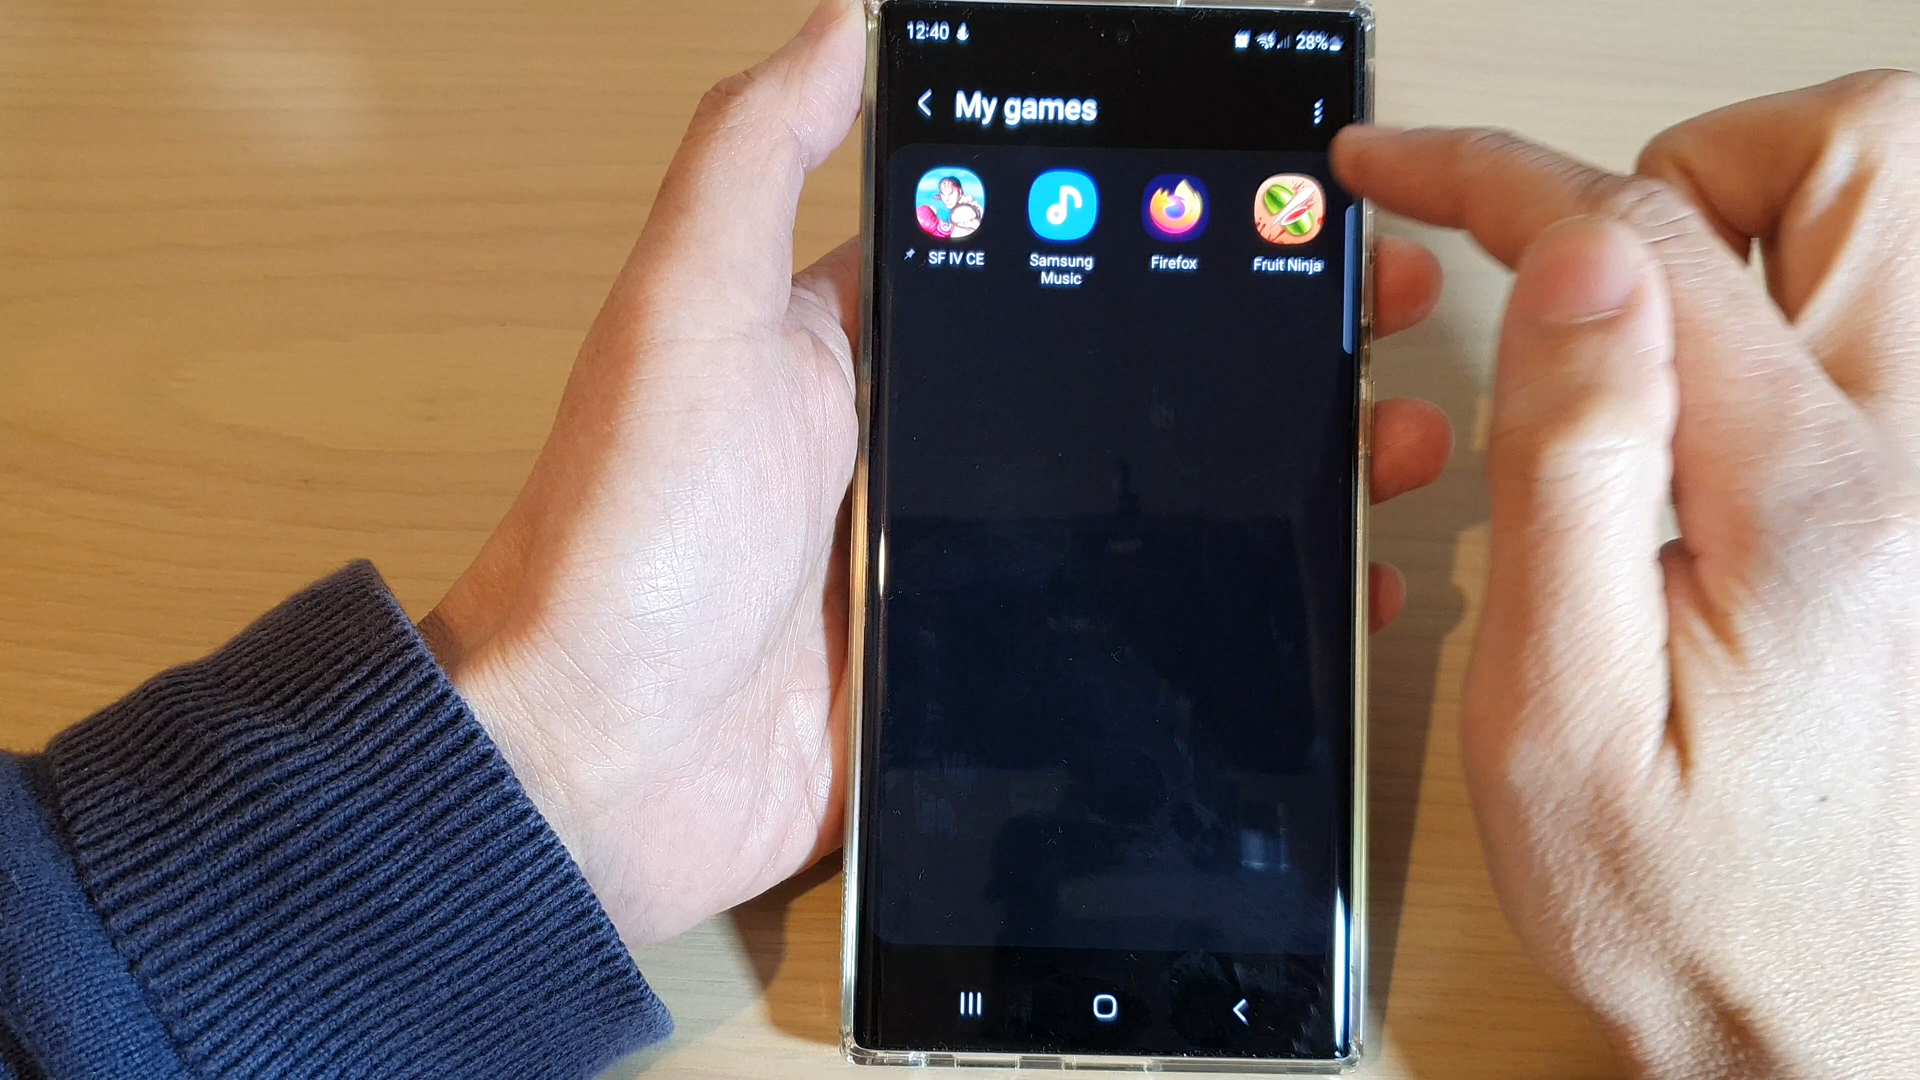 12:40
28%
My games
SF IV CE
Samsung
Music
Firefox
Fruit Ninja